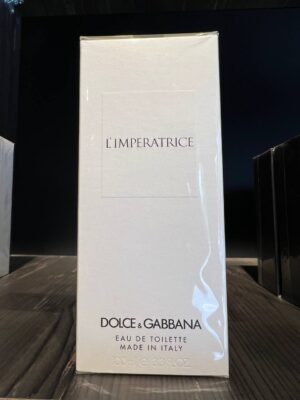 L'IMPERATRICE
DOLCE & GABBANA
EAU DE TOILETTE
MADE IN ITALY